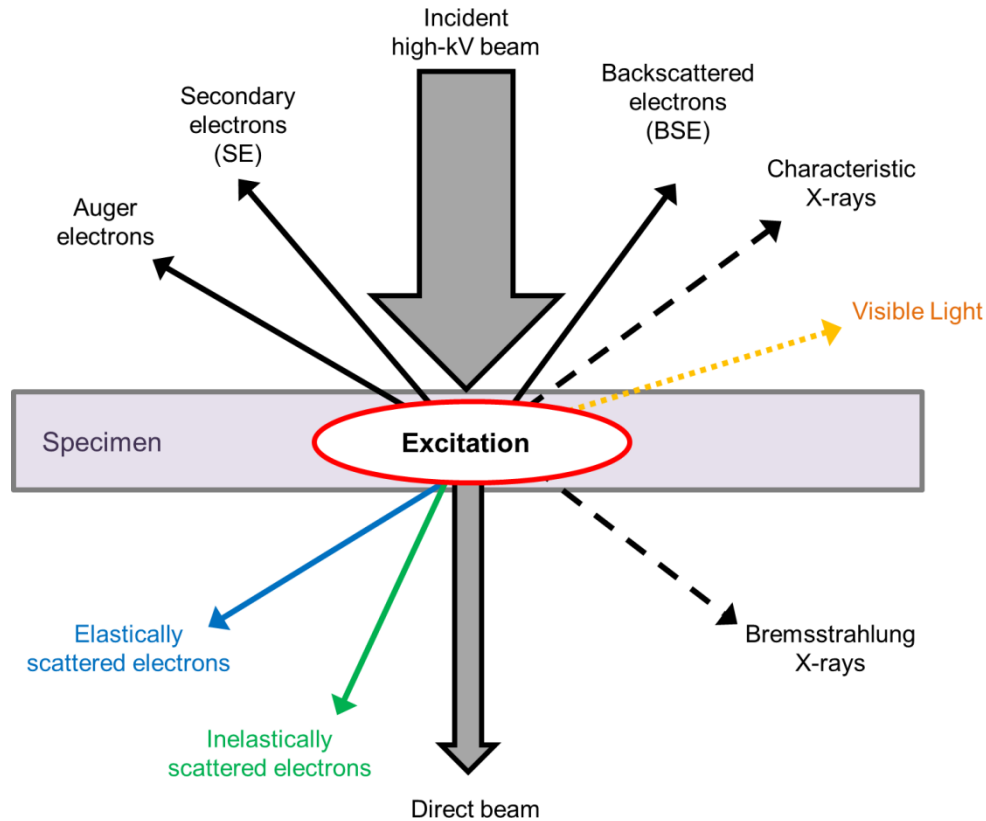 Incident
high-kV beam
Secondary
electrons
(SE)
Backscattered
electrons
(BSE)
Auger
electrons
Characteristic
X-rays
Visible Light
Specimen
Excitation
Elastically
scattered electrons
Bremsstrahlung
X-rays
Inelastically
scattered electrons
Direct beam